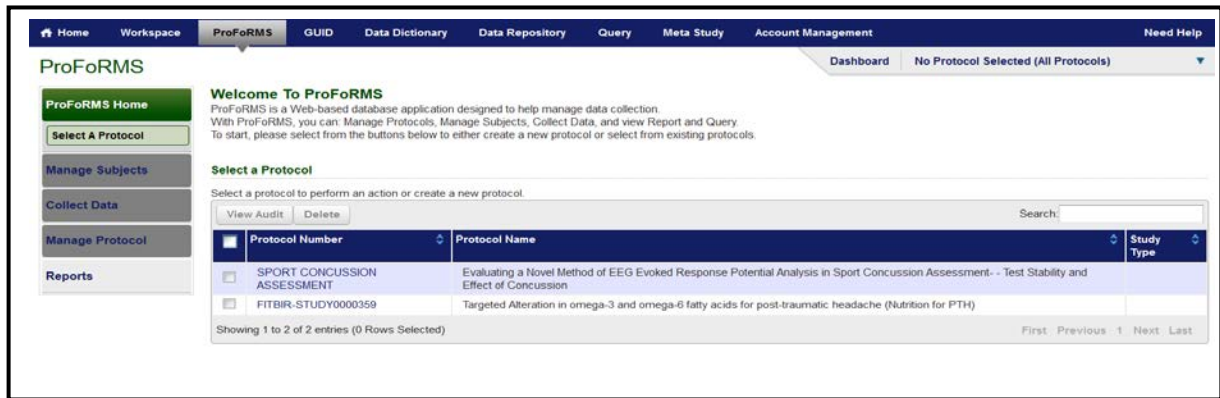 Home Workspace ProFoRMS GUID Data Dictionary Data Repository Query Meta Study Account Management Need Help
ProFoRMS
Dashboard No Protocol Selected (All Protocols)
ProFoRMS Home
Select A Protocol
Manage Subjects
Collect Data
Manage Protocol
Reports
Welcome To ProFoRMS
ProFoRMS is a Web-based database application designed to help manage data collection.
With ProFoRMS, you can: Manage Protocols, Manage Subjects, Collect Data, and view Report and Query.
To start, please select from the buttons below to either create a new protocol or select from existing protocols.
Select a Protocol
Select a protocol to perform an action or create a new protocol.
View Audit Delete Search:
Protocol Number Protocol Name Study
Type
SPORT CONCUSSION Evaluating a Novel Method of EEG Evoked Response Potential Analysis in Sport Concussion Assessment- - Test Stability and
ASSESSMENT Effect of Concussion
FITBIR-STUDY0000359 Targeted Alteration in omega-3 and omega-6 fatty acids for post-traumatic headache (Nutrition for PTH)
Showing 1 to 2 of 2 entries (0 Rows Selected) First Previous 1 Next Last